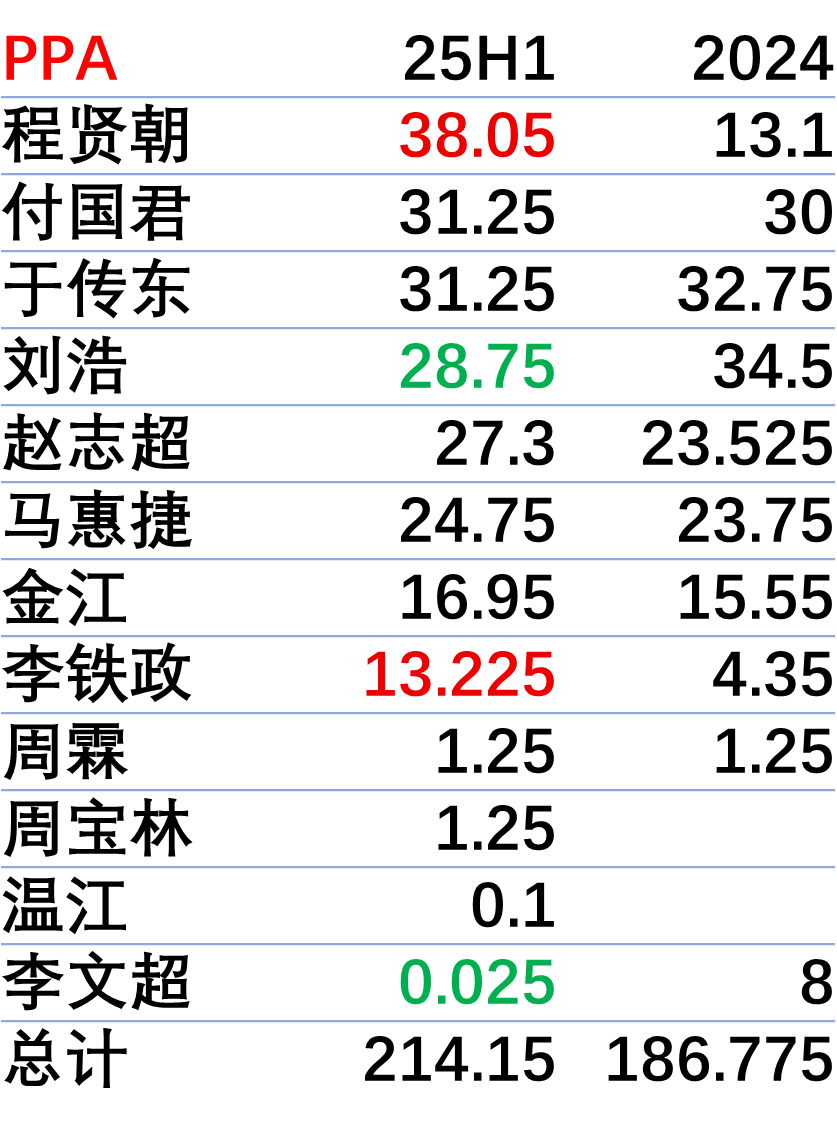 PPA 25H1 2024
程贤朝 38.05 13.1
付国君 31.25 30
于传东 31.25 32.75
刘浩 28.75 34.5
赵志超 27.3 23.525
马惠捷 24.75 23.75
金江 16.95 15.55
李铁政 13.225 4.35
周霖 1.25 1.25
周宝林 1.25
温江 0.1
李文超 0.025 8
总计 214.15 186.775